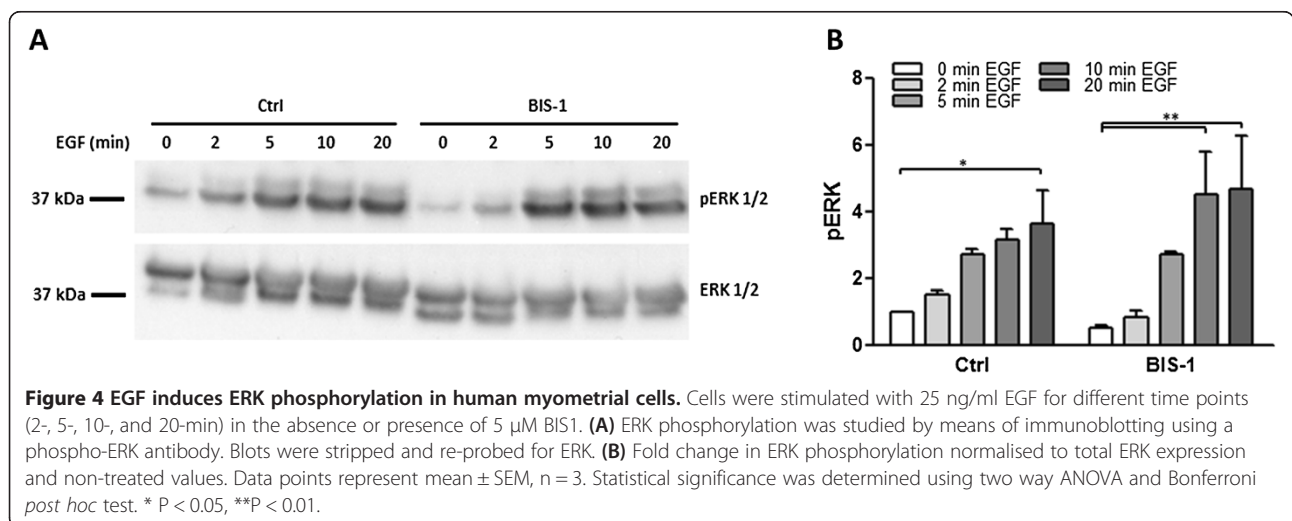 A
Ctrl BIS-1
EGF (min) 0 2 5 10 20 0 2 5 10 20
37 kDa pERK 1/2
37 kDa ERK 1/2
B
0 min EGF 10 min EGF
2 min EGF 20 min EGF
5 min EGF
8
6
4
2
0
pERK
*
**
Ctrl BIS-1
Figure 4 EGF induces ERK phosphorylation in human myometrial cells. Cells were stimulated with 25 ng/ml EGF for different time points
(2-, 5-, 10-, and 20-min) in the absence or presence of 5 μM BIS1. (A) ERK phosphorylation was studied by means of immunoblotting using a
phospho-ERK antibody. Blots were stripped and re-probed for ERK. (B) Fold change in ERK phosphorylation normalised to total ERK expression
and non-treated values. Data points represent mean ± SEM, n = 3. Statistical significance was determined using two way ANOVA and Bonferroni
post hoc test. * P < 0.05, **P < 0.01.